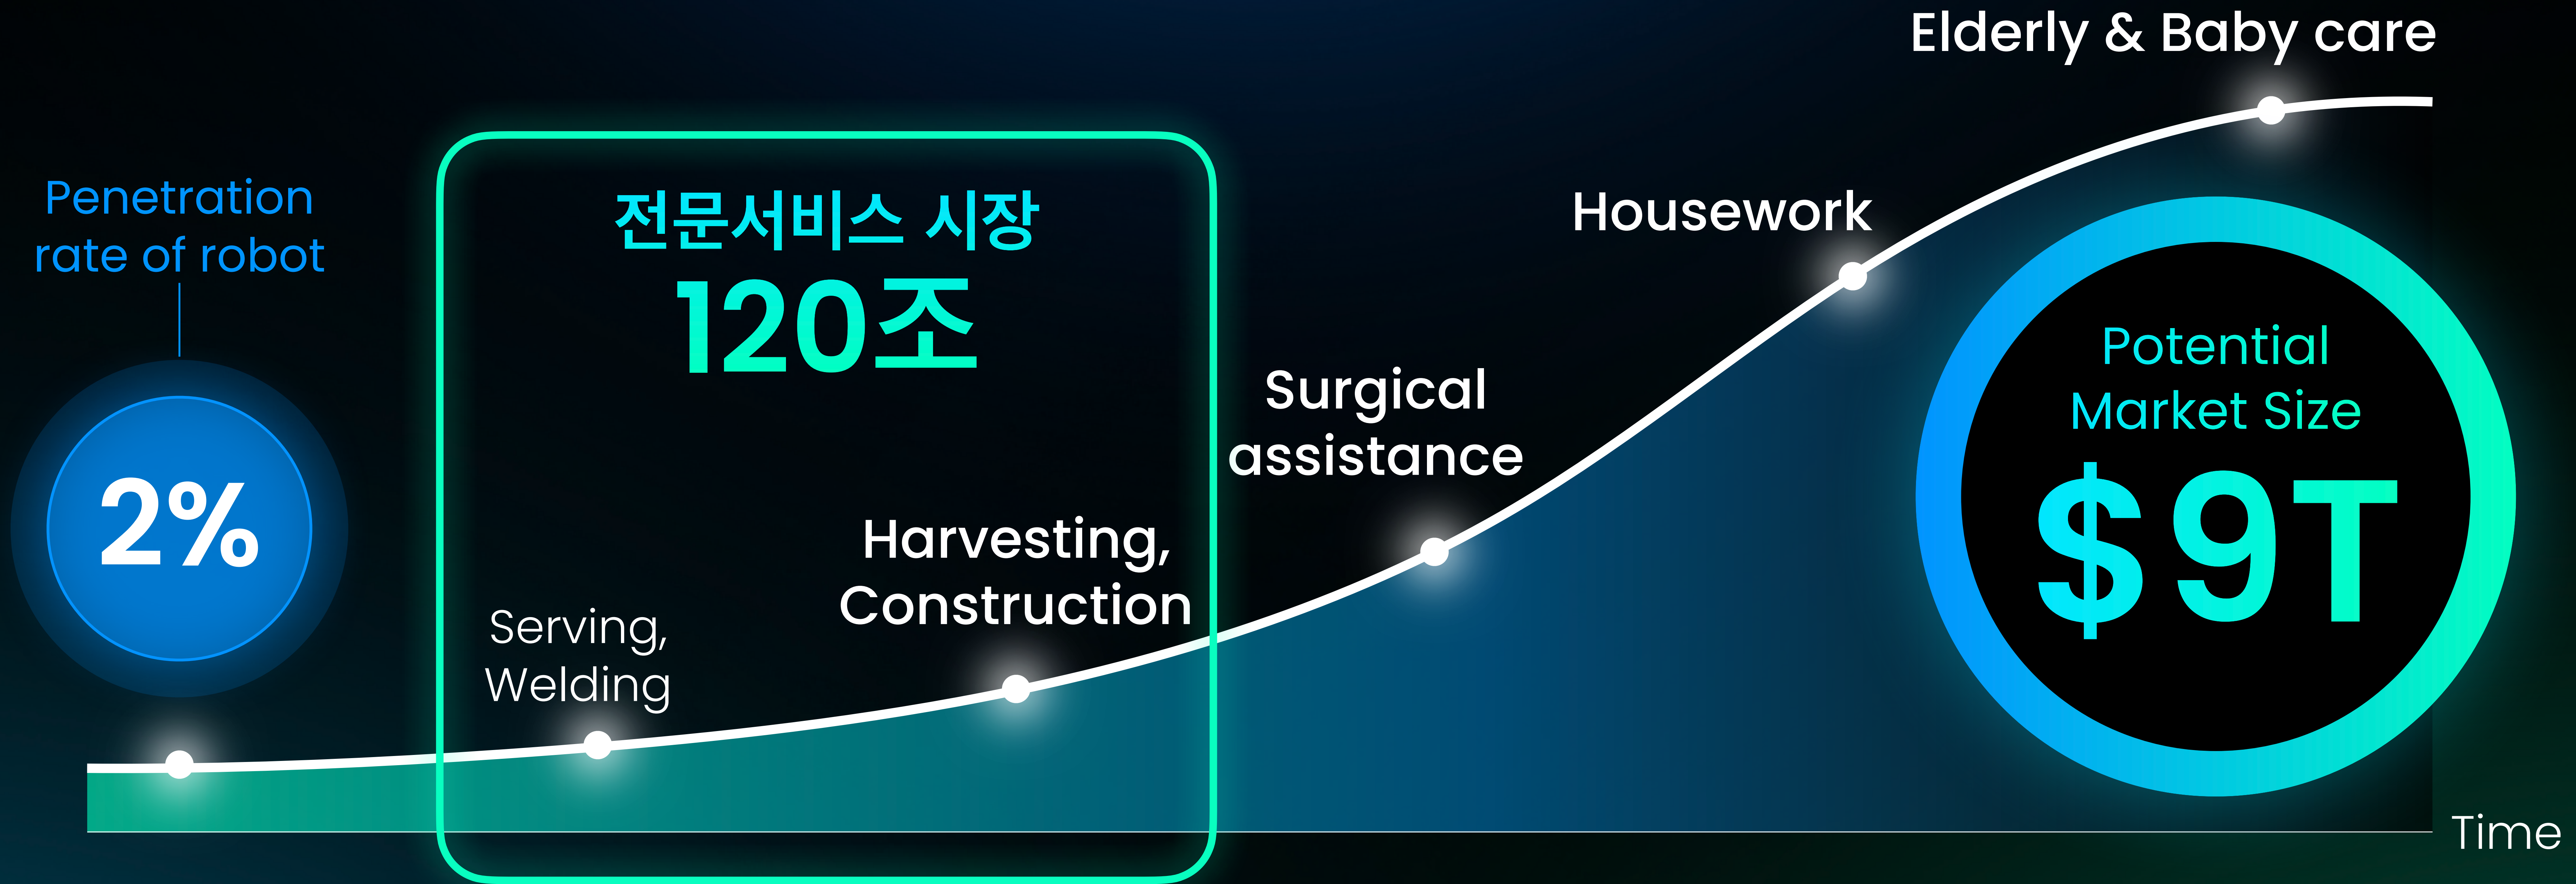 Penetration
rate of robot
2%
전문서비스 시장
120조
Serving,
Welding
Harvesting,
Construction
Surgical
assistance
Housework
Elderly & Baby care
Potential
Market Size
$9T
Time